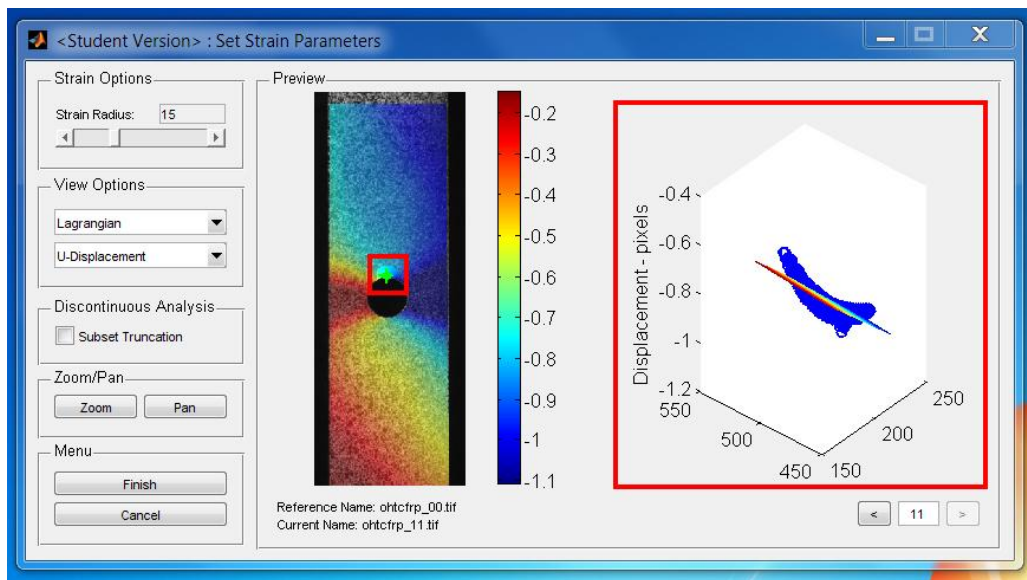 <Student Version> : Set Strain Parameters
Strain Options
Strain Radius: 15
View Options
Lagrangian
U-Displacement
Discontinuous Analysis
Subset Truncation
Zoom/Pan
Zoom Pan
Menu
Finish
Cancel
Preview
-0.2
-0.3
-0.4
-0.5
-0.6
-0.7
-0.8
-0.9
-1
-1.1
Reference Name: ohtcfrp_00.tif
Current Name: ohtcfrp_11.tif
Displacement - pixels
-0.4
-0.6
-0.8
-1
-1.2
550
500
450
150
200
250
< 11 >